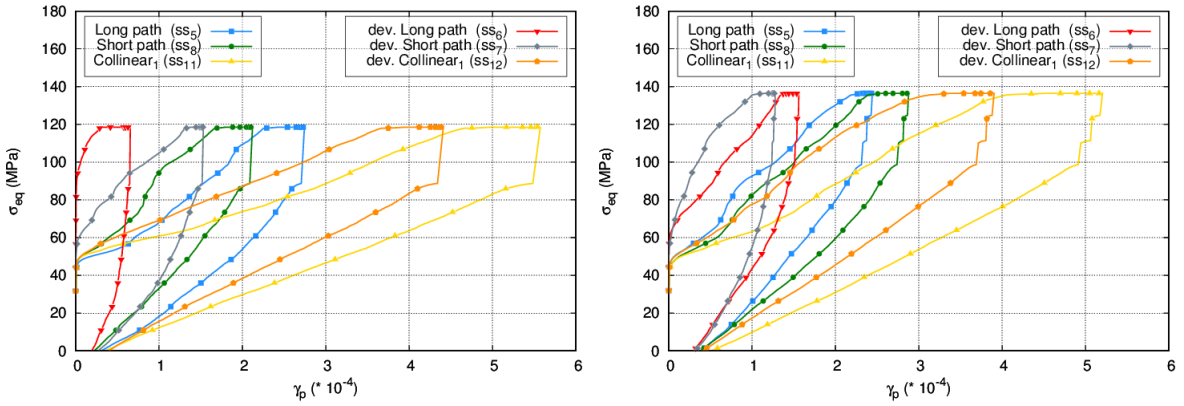 180
160
140
120
100
80
60
40
20
0
σeq (MPa)
Long path (ss5)
Short path (ss8)
Collinear1 (ss11)
dev. Long path (ss6)
dev. Short path (ss7)
dev. Collinear1 (ss12)
0 1 2 3 4 5 6
γp (* 10-4)
180
160
140
120
100
80
60
40
20
0
σeq (MPa)
Long path (ss5)
Short path (ss8)
Collinear1 (ss11)
dev. Long path (ss6)
dev. Short path (ss7)
dev. Collinear1 (ss12)
0 1 2 3 4 5 6
γp (* 10-4)